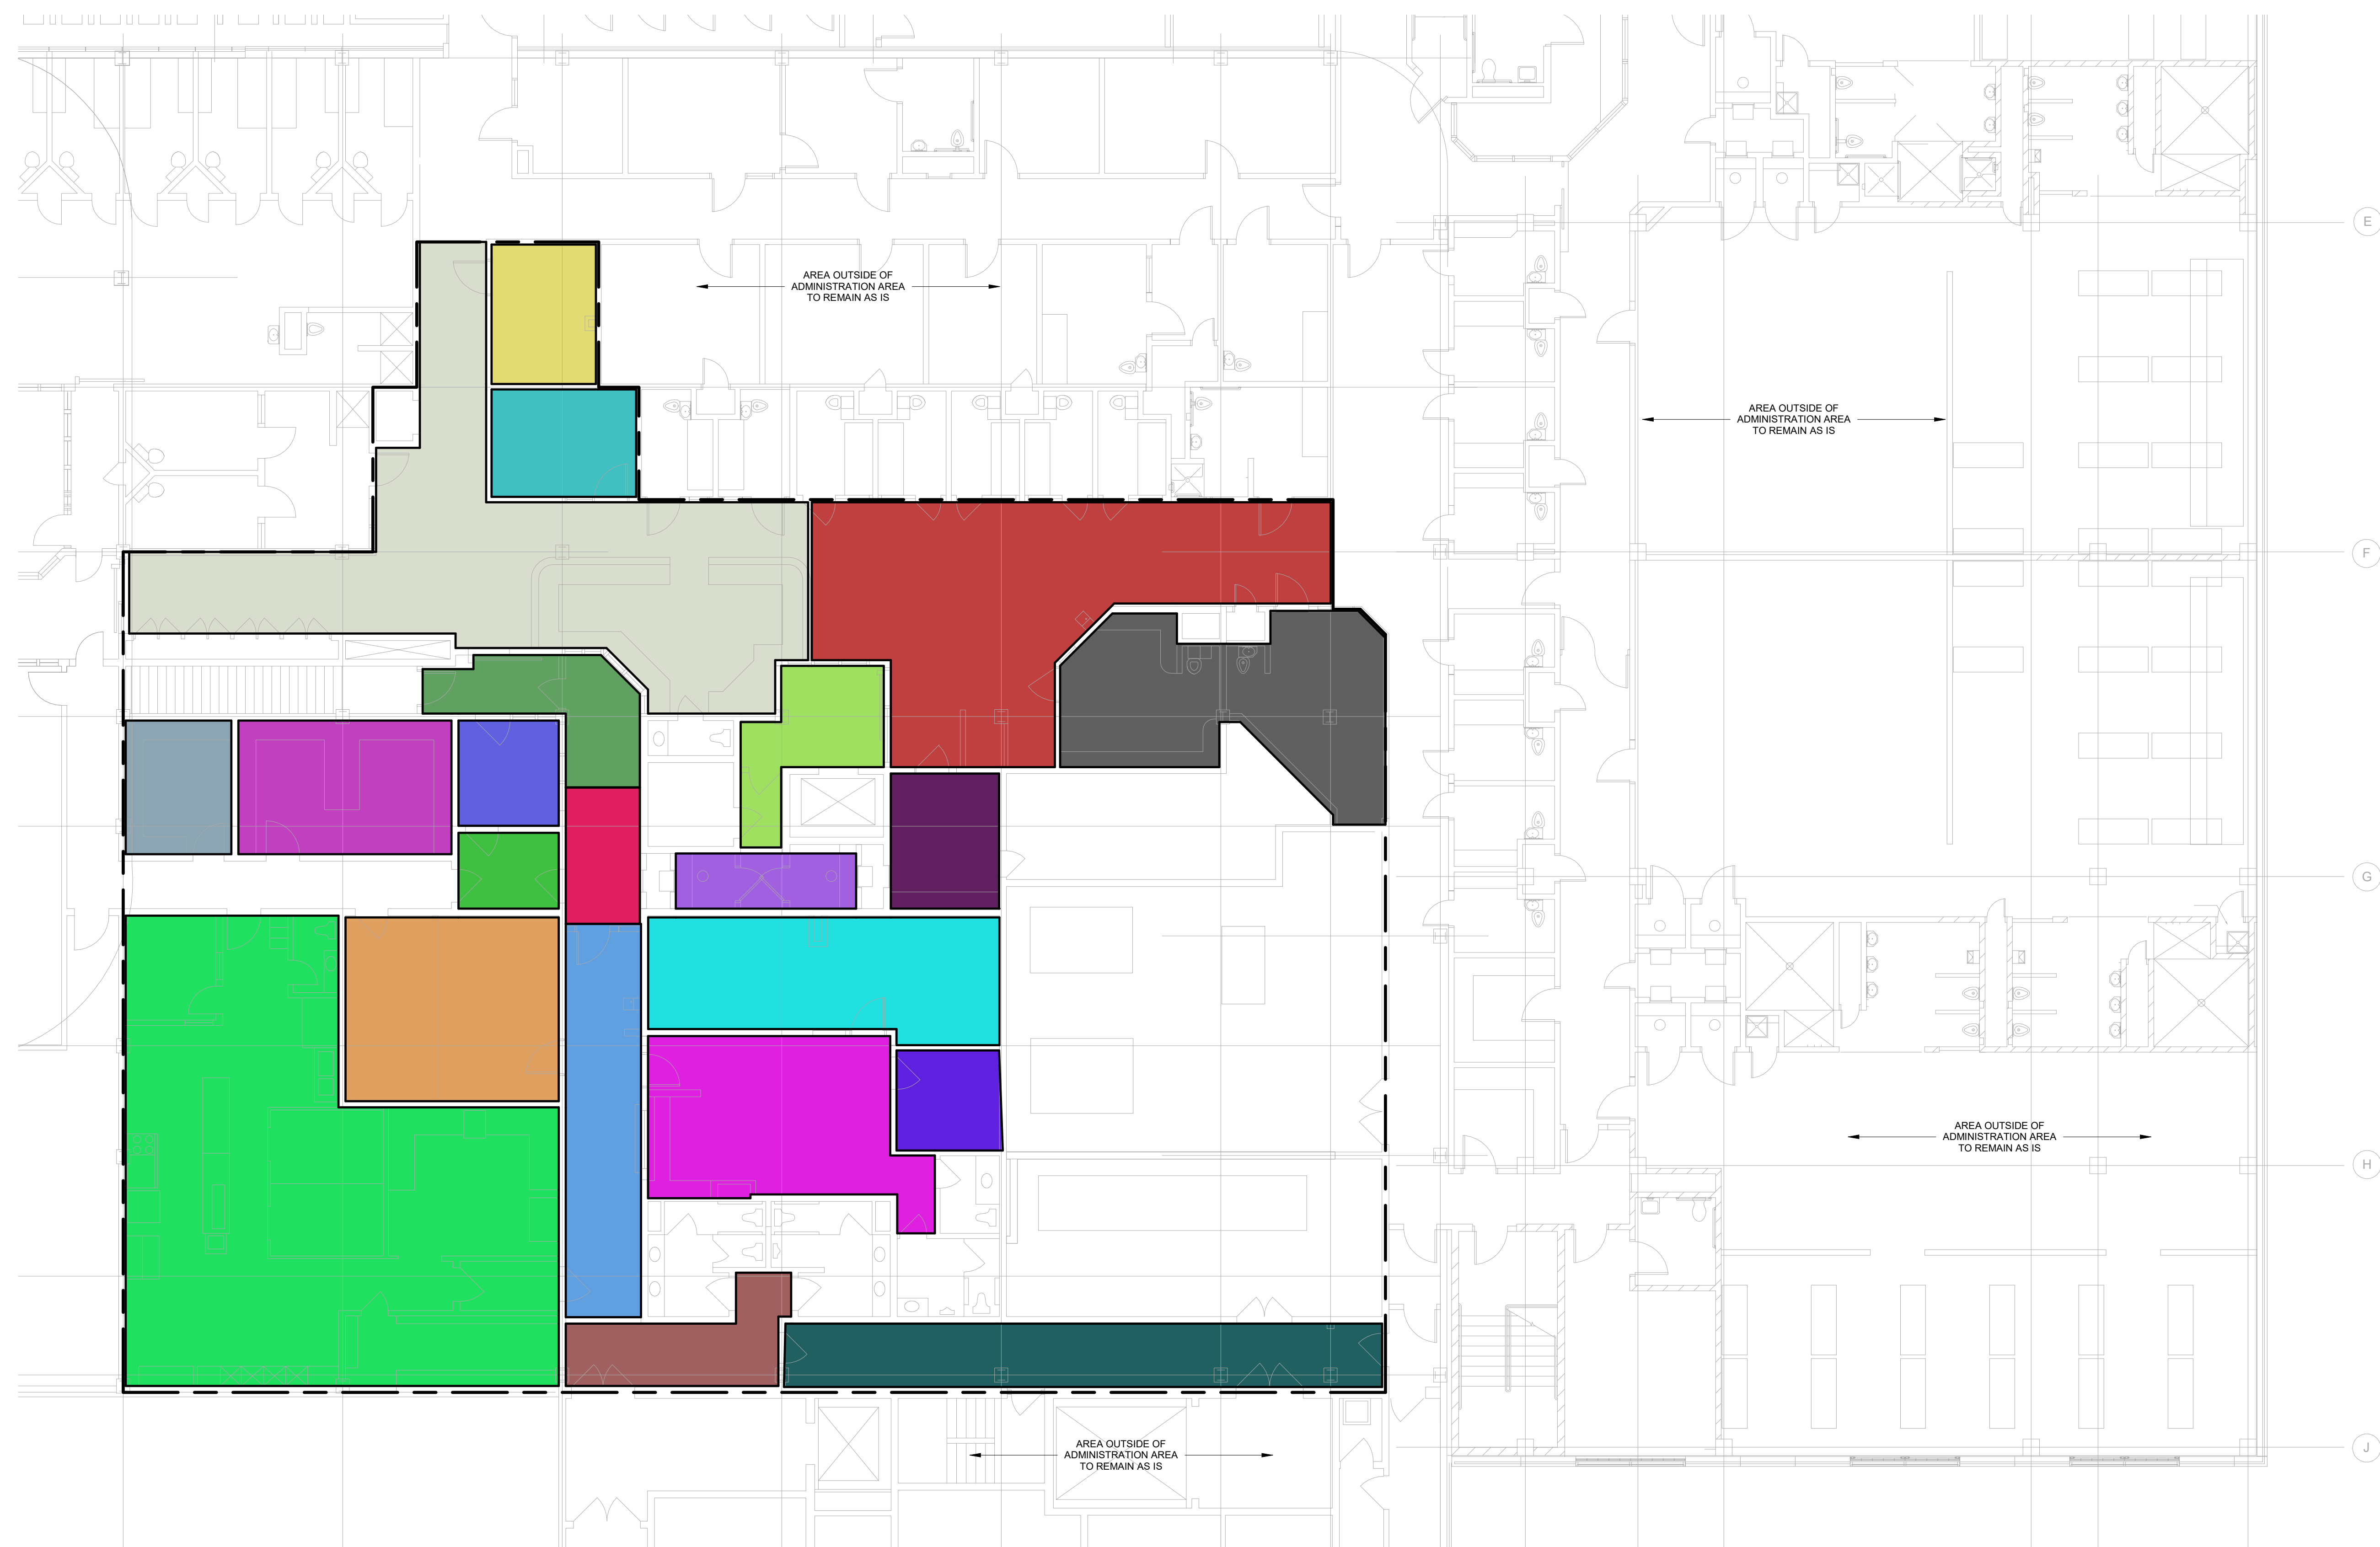 E
AREA OUTSIDE OF
ADMINISTRATION AREA
TO REMAIN AS IS
AREA OUTSIDE OF
ADMINISTRATION AREA
TO REMAIN AS IS
F
G
AREA OUTSIDE OF
ADMINISTRATION AREA
TO REMAIN AS IS
H
AREA OUTSIDE OF
ADMINISTRATION AREA
TO REMAIN AS IS
J